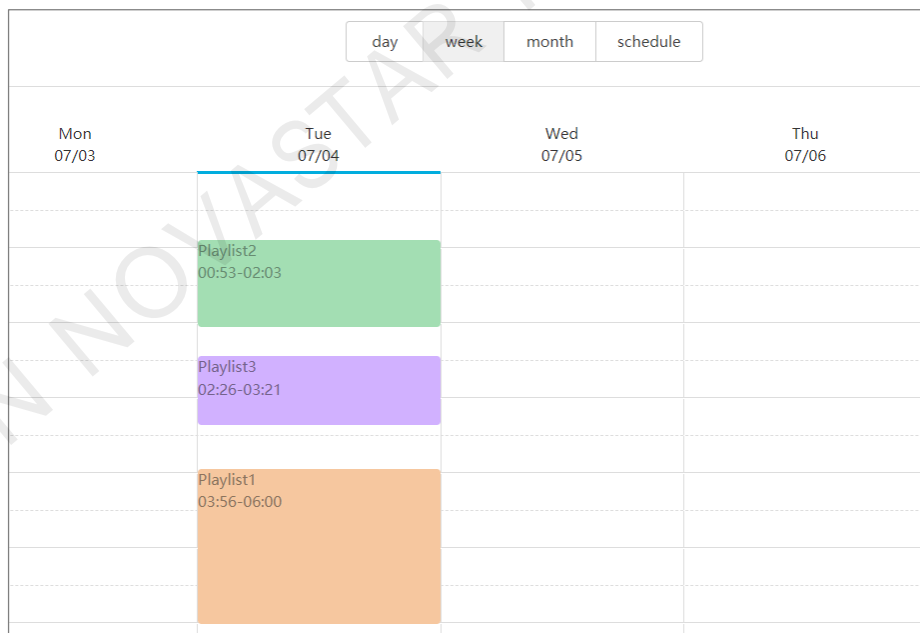 day week month schedule
Mon Tue Wed Thu
07/03 07/04 07/05 07/06
Playlist2
00:53-02:03
Playlist3
02:26-03:21
Playlist1
03:56-06:00
N NOVASTAR